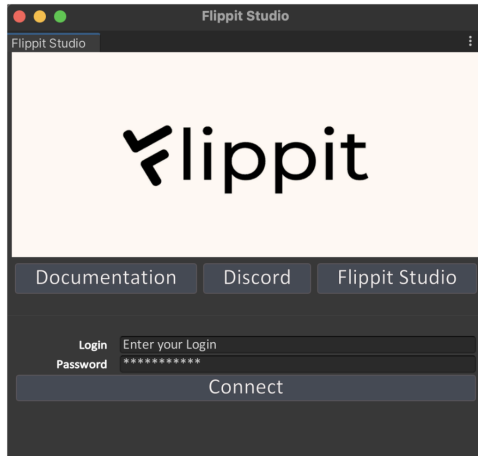 Flippit Studio
Flippit Studio
Flippit
Documentation Discord Flippit Studio
Login Enter your Login
Password ***********
Connect